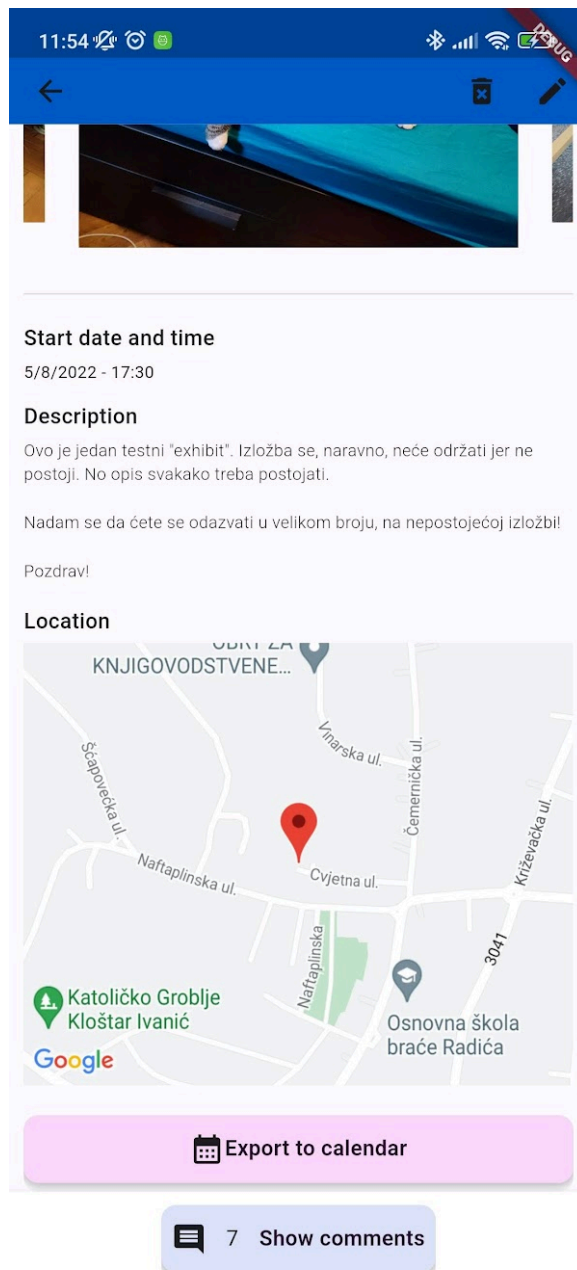 11:54
DEBUG
Start date and time
5/8/2022 - 17:30
Description
Ovo je jedan testni "exhibit". Izložba se, naravno, neće održati jer ne
postoji. No opis svakako treba postojati.
Nadam se da ćete se odazvati u velikom broju, na nepostojećoj izložbi!
Pozdrav!
Location
KNJIGOVODSTVENE...
Vinarska ul.
Šćapovečka ul.
Čemernička ul.
Križevačka ul.
Naftaplinska ul.
Cvjetna ul.
Naftaplinska
3041
Katoličko Groblje
Kloštar Ivanić
Osnovna škola
braće Radića
Google
Export to calendar
7 Show comments